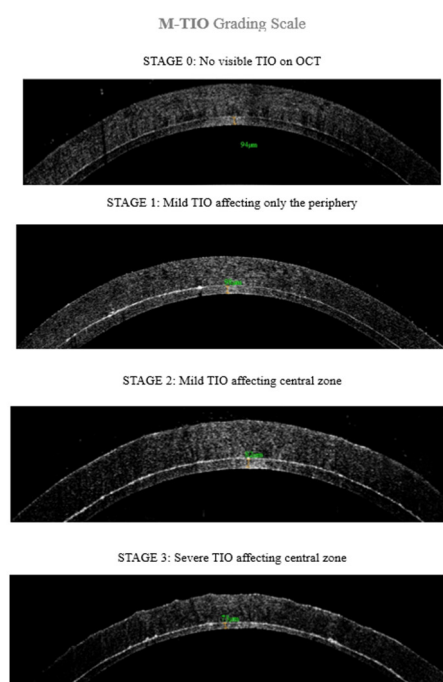 M-TIO Grading Scale
STAGE 0: No visible TIO on OCT
94µm
STAGE 1: Mild TIO affecting only the periphery
STAGE 2: Mild TIO affecting central zone
STAGE 3: Severe TIO affecting central zone